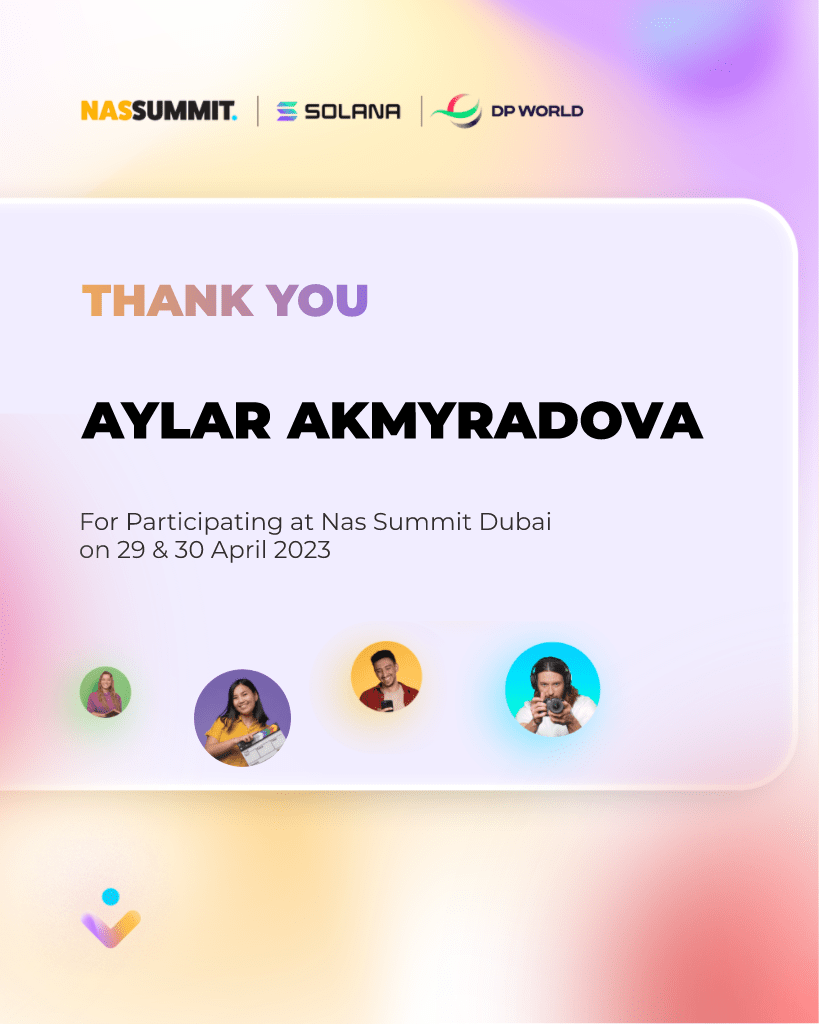 NASSUMMIT. | SOLANA | DP WORLD
THANK YOU
AYLAR AKMYRADOVA
For Participating at Nas Summit Dubai
on 29 & 30 April 2023